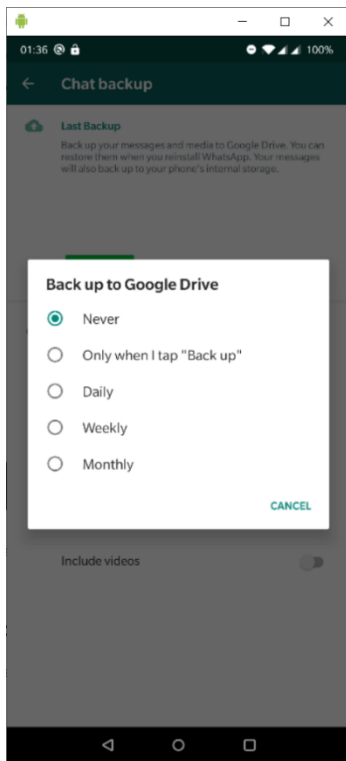 01:36
100%
Chat backup
Last Backup
Back up your messages and media to Google Drive. You can
restore them when you reinstall WhatsApp. Your messages
will also back up to your phone's internal storage.
Back up to Google Drive
Never
Only when I tap "Back up"
Daily
Weekly
Monthly
CANCEL
Include videos